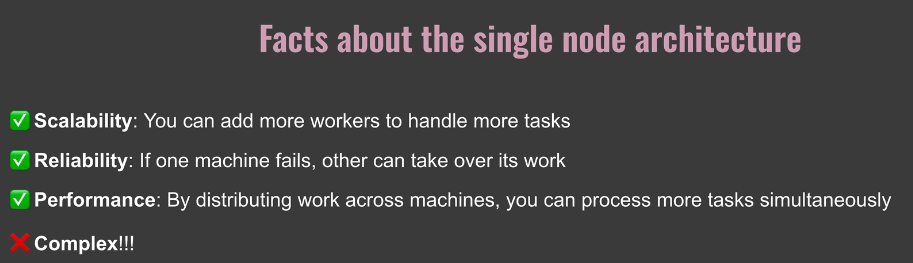 Facts about the single node architecture
✅ Scalability: You can add more workers to handle more tasks
✅ Reliability: If one machine fails, other can take over its work
✅ Performance: By distributing work across machines, you can process more tasks simultaneously
❌ Complex!!!